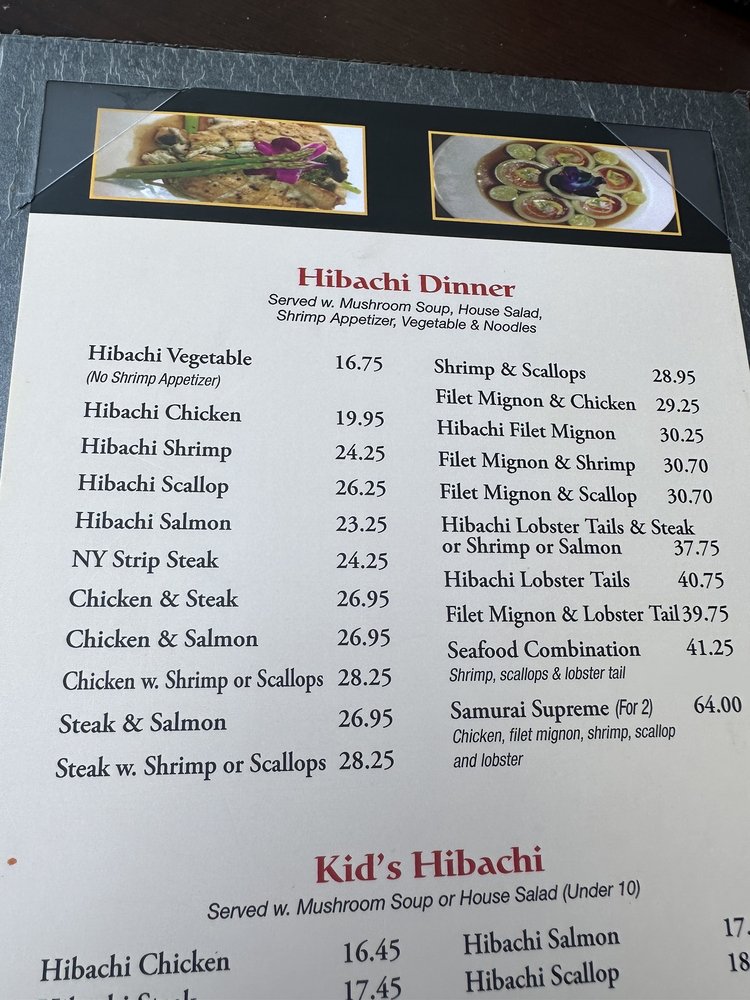 Hibachi Dinner
Served w. Mushroom Soup, House Salad,
Shrimp Appetizer, Vegetable & Noodles
Hibachi Vegetable 16.75
(No Shrimp Appetizer)
Hibachi Chicken 19.95
Hibachi Shrimp 24.25
Hibachi Scallop 26.25
Hibachi Salmon 23.25
NY Strip Steak 24.25
Chicken & Steak 26.95
Chicken & Salmon 26.95
Chicken w. Shrimp or Scallops 28.25
Steak & Salmon 26.95
Steak w. Shrimp or Scallops 28.25
Shrimp & Scallops 28.95
Filet Mignon & Chicken 29.25
Hibachi Filet Mignon 30.25
Filet Mignon & Shrimp 30.70
Filet Mignon & Scallop 30.70
Hibachi Lobster Tails & Steak
or Shrimp or Salmon 37.75
Hibachi Lobster Tails 40.75
Filet Mignon & Lobster Tail 39.75
Seafood Combination 41.25
Shrimp, scallops & lobster tail
Samurai Supreme (For 2) 64.00
Chicken, filet mignon, shrimp, scallop
and lobster
Kid's Hibachi
Served w. Mushroom Soup or House Salad (Under 10)
Hibachi Chicken 16.45
17.45
Hibachi Salmon 17.
Hibachi Scallop 18